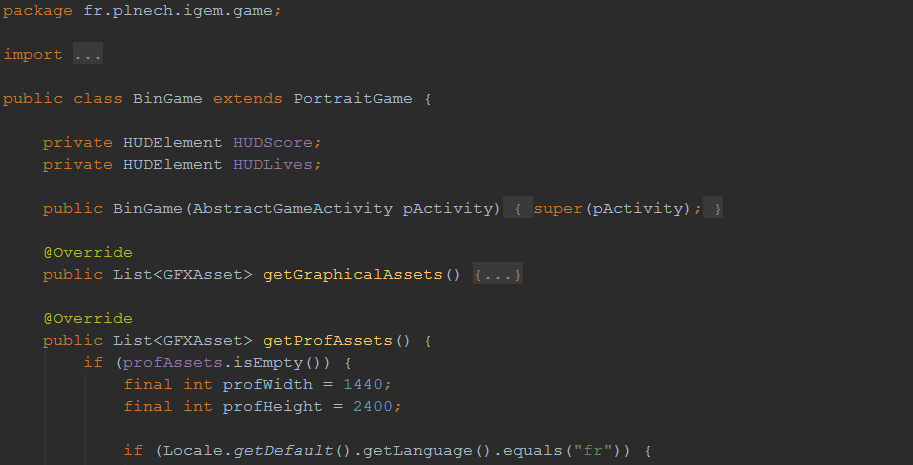 package fr.plnech.igem.game;
import ...
public class BinGame extends PortraitGame {
private HUDElement HUDScore;
private HUDElement HUDLives;
public BinGame(AbstractGameActivity pActivity) { super(pActivity); }
@Override
public List<GFXAsset> getGraphicalAssets() {...}
@Override
public List<GFXAsset> getProfAssets() {
if (profAssets.isEmpty()) {
final int profWidth = 1440;
final int profHeight = 2400;
if (Locale.getDefault().getLanguage().equals("fr")) {